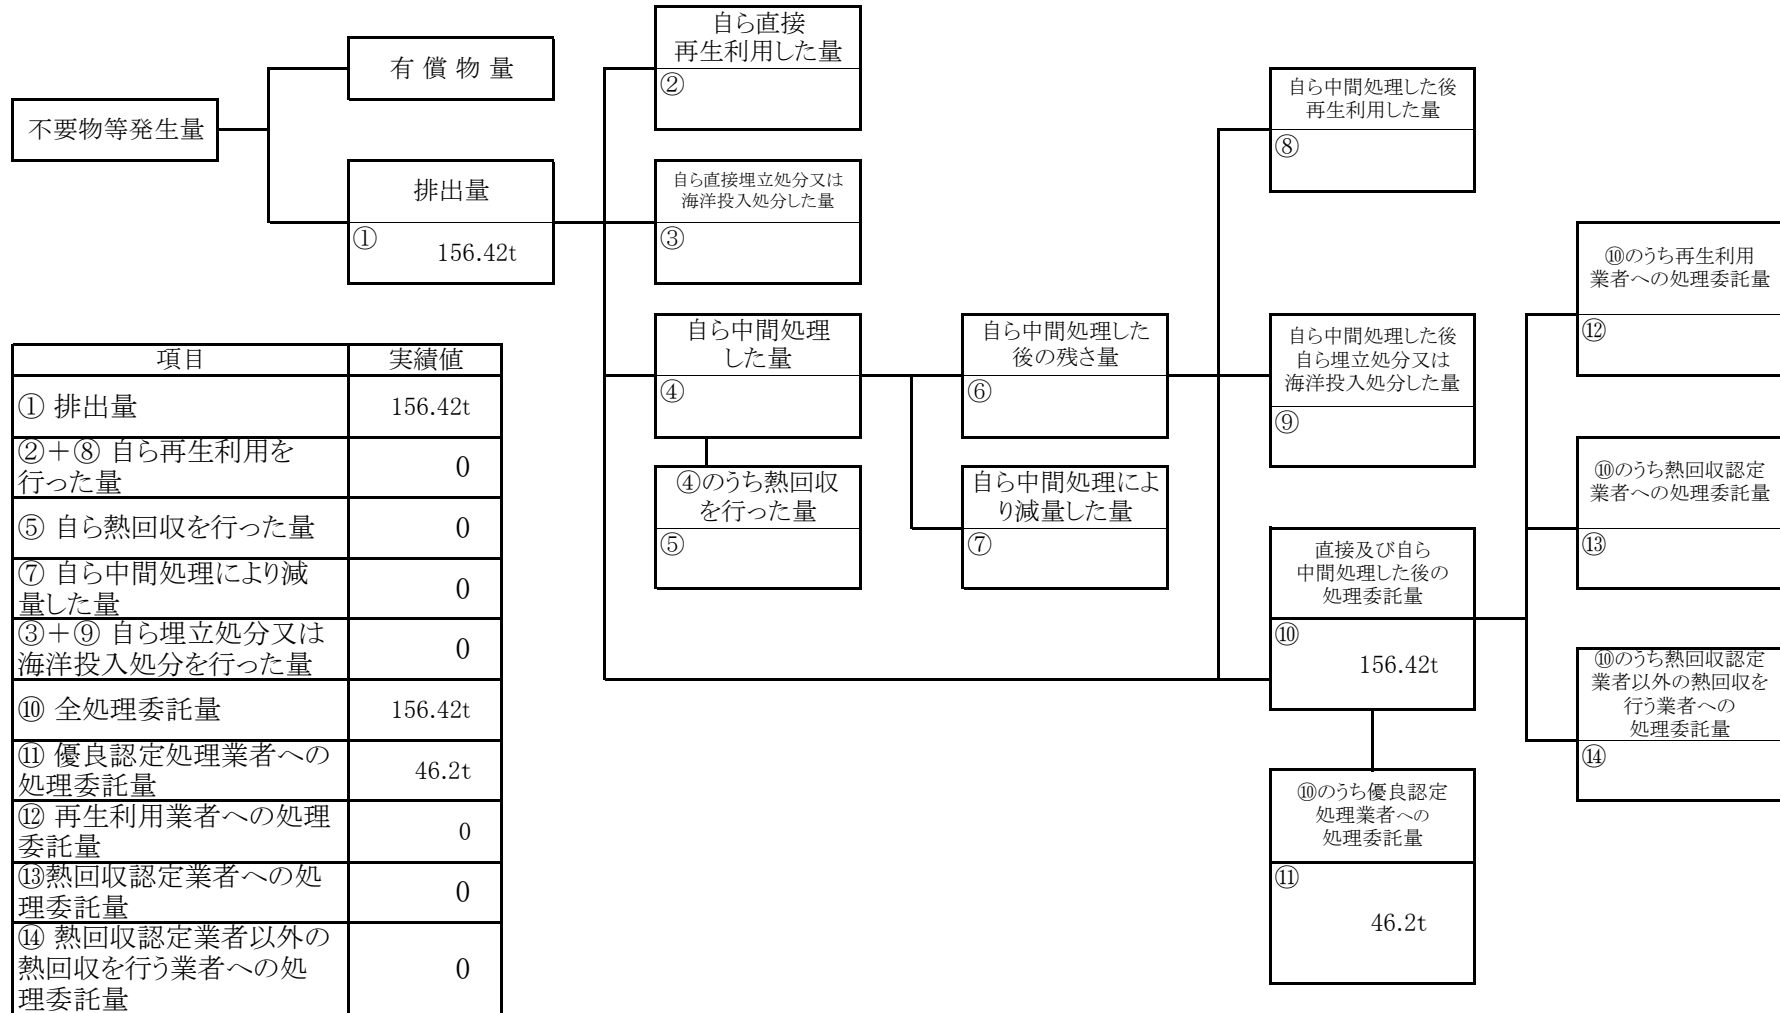 不要物等発生量
有 償 物 量
排出量
①
156.42t
自ら直接
再生利用した量
②
自ら直接埋立処分又は
海洋投入処分した量
③
自ら中間処理
した量
④
④のうち熱回収
を行った量
⑤
自ら中間処理した
後の残さ量
⑥
自ら中間処理によ
り減量した量
⑦
自ら中間処理した後
再生利用した量
⑧
自ら中間処理した後
自ら埋立処分又は
海洋投入処分した量
⑨
直接及び自ら
中間処理した後の
処理委託量
⑩
156.42t
⑩のうち優良認定
処理業者への
処理委託量
⑪
46.2t
⑩のうち再生利用
業者への処理委託量
⑫
⑩のうち熱回収認定
業者への処理委託量
⑬
⑩のうち熱回収認定
業者以外の熱回収を
行う業者への
処理委託量
⑭
項目 実績値
① 排出量 156.42t
②＋⑧ 自ら再生利用を
行った量 0
⑤ 自ら熱回収を行った量 0
⑦ 自ら中間処理により減
量した量 0
③＋⑨ 自ら埋立処分又は
海洋投入処分を行った量 0
⑩ 全処理委託量 156.42t
⑪ 優良認定処理業者への
処理委託量 46.2t
⑫ 再生利用業者への処理
委託量 0
⑬熱回収認定業者への処
理委託量 0
⑭ 熱回収認定業者以外の
熱回収を行う業者への処
理委託量 0